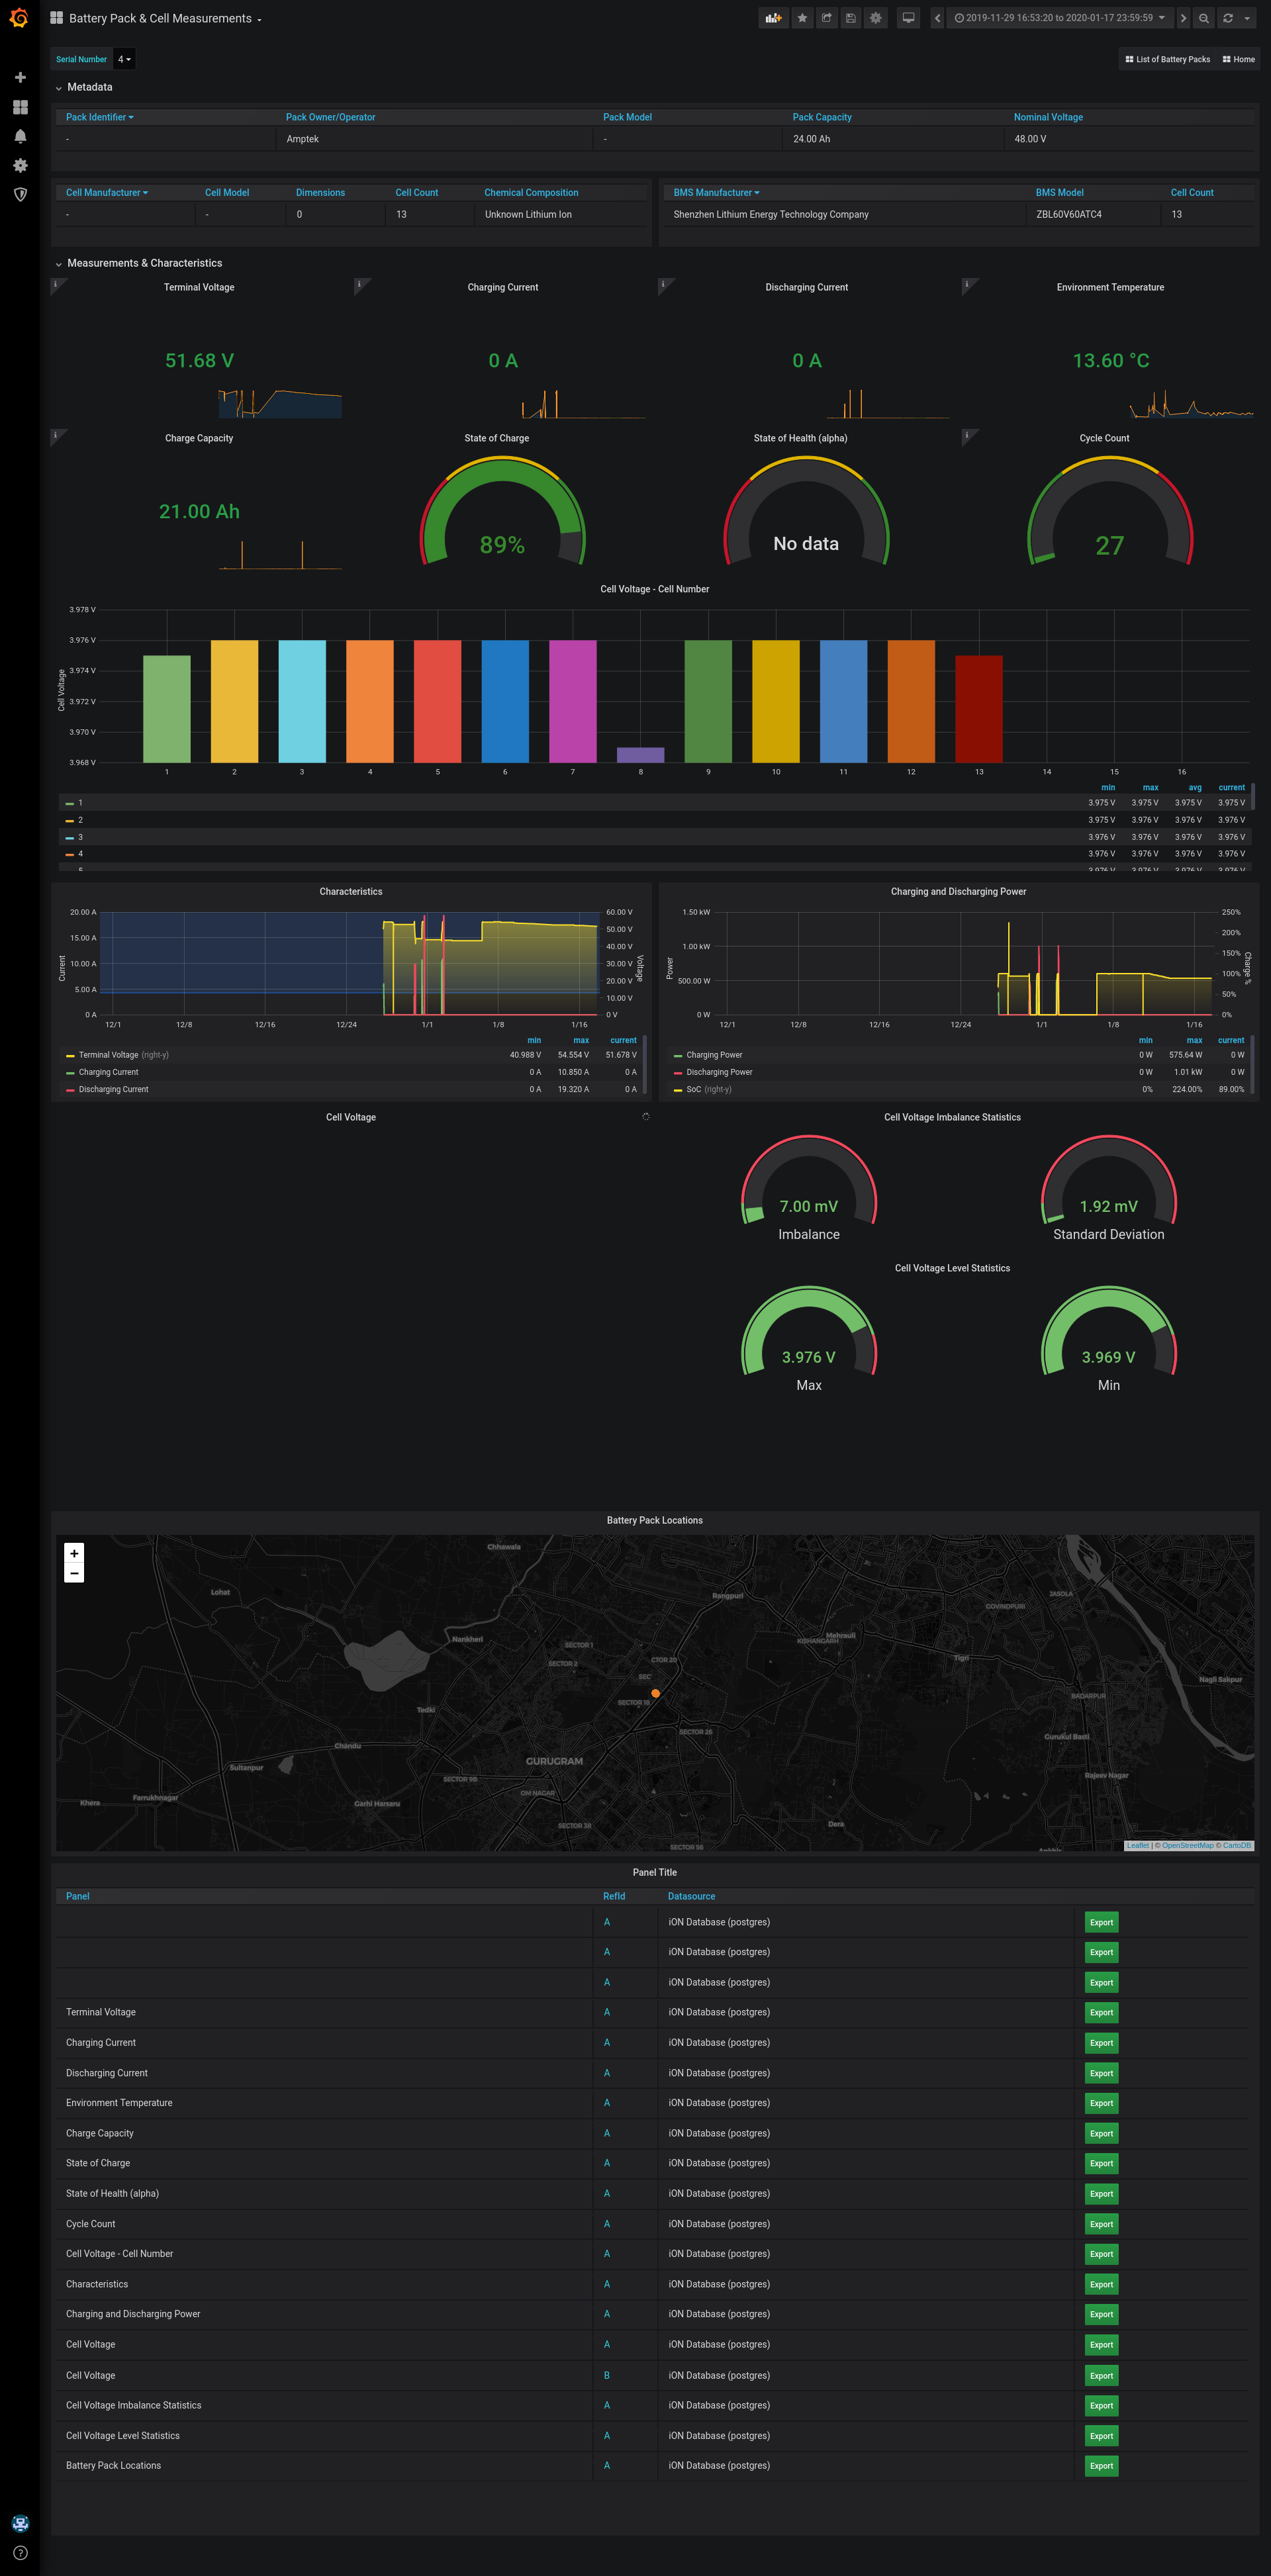 Battery Pack & Cell Measurements
2019-11-29 16:53:20 to 2020-01-17 23:59:59
Serial Number 4
List of Battery Packs Home
Metadata
Pack Identifier Pack Owner/Operator Pack Model Pack Capacity Nominal Voltage
- Amptek - 24.00 Ah 48.00 V
Cell Manufacturer Cell Model Dimensions Cell Count Chemical Composition
- - 0 13 Unknown Lithium Ion
BMS Manufacturer BMS Model Cell Count
Shenzhen Lithium Energy Technology Company ZBL60V60ATC4 13
Measurements & Characteristics
Terminal Voltage
51.68 V
Charging Current
0 A
Discharging Current
0 A
Environment Temperature
13.60 °C
Charge Capacity
21.00 Ah
State of Charge
89%
State of Health (alpha)
No data
Cycle Count
27
Cell Voltage - Cell Number
Cell Voltage
3.978 V
3.976 V
3.974 V
3.972 V
3.970 V
3.968 V
1 2 3 4 5 6 7 8 9 10 11 12 13 14 15 16
min max avg current
1 3.975 V 3.975 V 3.975 V 3.975 V
2 3.975 V 3.976 V 3.976 V 3.976 V
3 3.976 V 3.976 V 3.976 V 3.976 V
4 3.976 V 3.976 V 3.976 V 3.976 V
5 3.976 V 3.976 V 3.976 V 3.976 V
Characteristics
Current
20.00 A
15.00 A
10.00 A
5.00 A
0 A
60.00 V
50.00 V
40.00 V
30.00 V
20.00 V
10.00 V
0 V
Voltage
12/1 12/8 12/16 12/24 1/1 1/8 1/16
min max current
Terminal Voltage (right-y) 40.988 V 54.554 V 51.678 V
Charging Current 0 A 10.850 A 0 A
Discharging Current 0 A 19.320 A 0 A
Charging and Discharging Power
Power
1.50 kW
1.00 kW
500.00 W
0 W
250%
200%
150%
100%
50%
0%
Charge %
12/1 12/8 12/16 12/24 1/1 1/8 1/16
min max current
Charging Power 0 W 575.64 W 0 W
Discharging Power 0 W 1.01 kW 0 W
SoC (right-y) 0% 224.00% 89.00%
Cell Voltage
Cell Voltage Imbalance Statistics
7.00 mV
Imbalance
1.92 mV
Standard Deviation
Cell Voltage Level Statistics
3.976 V
Max
3.969 V
Min
Battery Pack Locations
+
−
Chhawala
Lohat
Rangpuri
JASOLA
GOVINDPURI
Nankheri
SECTOR 1
Mehrauli
KISHANGARH
SECTOR 2
CTOR 20
Tigri
SEC
Nagli Sakpur
BADARPUR
SECTOR 18
Tedki
SECTOR 26
Gurukul Basti
Chandu
GURUGRAM
Sultanpur
SECTOR 9B
Rajeev Nagar
OM NAGAR
Farrukhnagar
Khera
Garhi Harsaru
SECTOR 38
Dera
Leaflet | © OpenStreetMap © CartoDB
Panel Title
Panel RefId Datasource
A iON Database (postgres) Export
A iON Database (postgres) Export
A iON Database (postgres) Export
Terminal Voltage A iON Database (postgres) Export
Charging Current A iON Database (postgres) Export
Discharging Current A iON Database (postgres) Export
Environment Temperature A iON Database (postgres) Export
Charge Capacity A iON Database (postgres) Export
State of Charge A iON Database (postgres) Export
State of Health (alpha) A iON Database (postgres) Export
Cycle Count A iON Database (postgres) Export
Cell Voltage - Cell Number A iON Database (postgres) Export
Characteristics A iON Database (postgres) Export
Charging and Discharging Power A iON Database (postgres) Export
Cell Voltage A iON Database (postgres) Export
Cell Voltage B iON Database (postgres) Export
Cell Voltage Imbalance Statistics A iON Database (postgres) Export
Cell Voltage Level Statistics A iON Database (postgres) Export
Battery Pack Locations A iON Database (postgres) Export